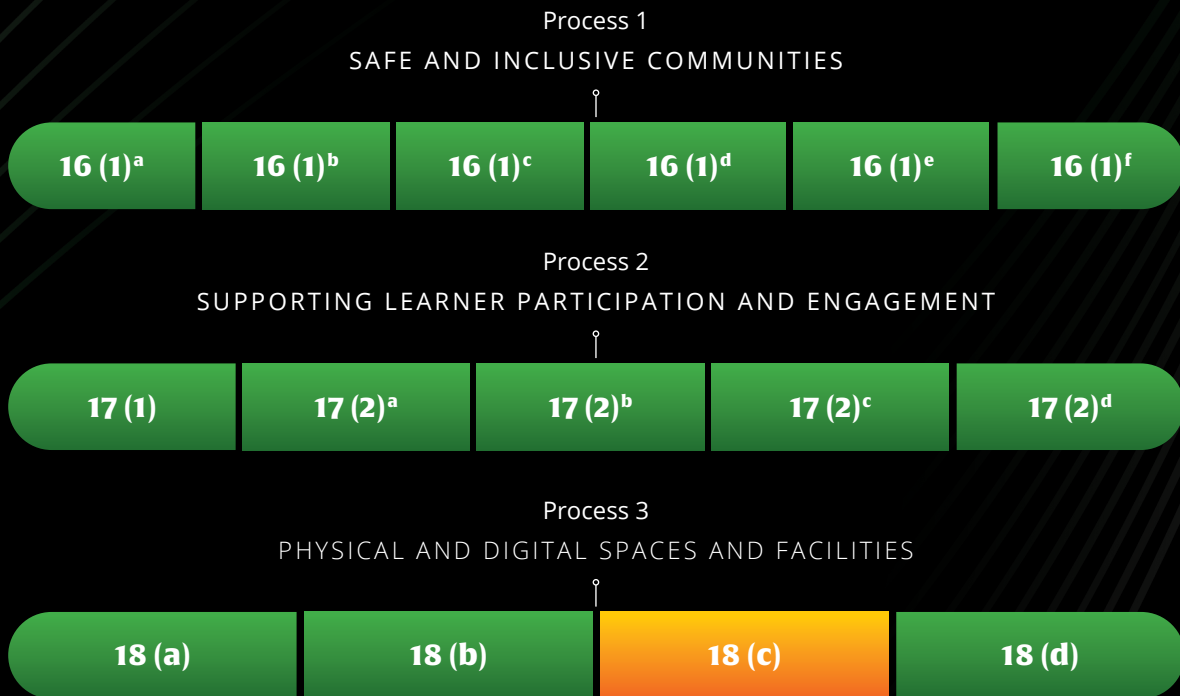 Process 1
SAFE AND INCLUSIVE COMMUNITIES
16 (1)ᵃ 16 (1)ᵇ 16 (1)ᶜ 16 (1)ᵈ 16 (1)ᵉ 16 (1)ᶠ
Process 2
SUPPORTING LEARNER PARTICIPATION AND ENGAGEMENT
17 (1) 17 (2)ᵃ 17 (2)ᵇ 17 (2)ᶜ 17 (2)ᵈ
Process 3
PHYSICAL AND DIGITAL SPACES AND FACILITIES
18 (a) 18 (b) 18 (c) 18 (d)